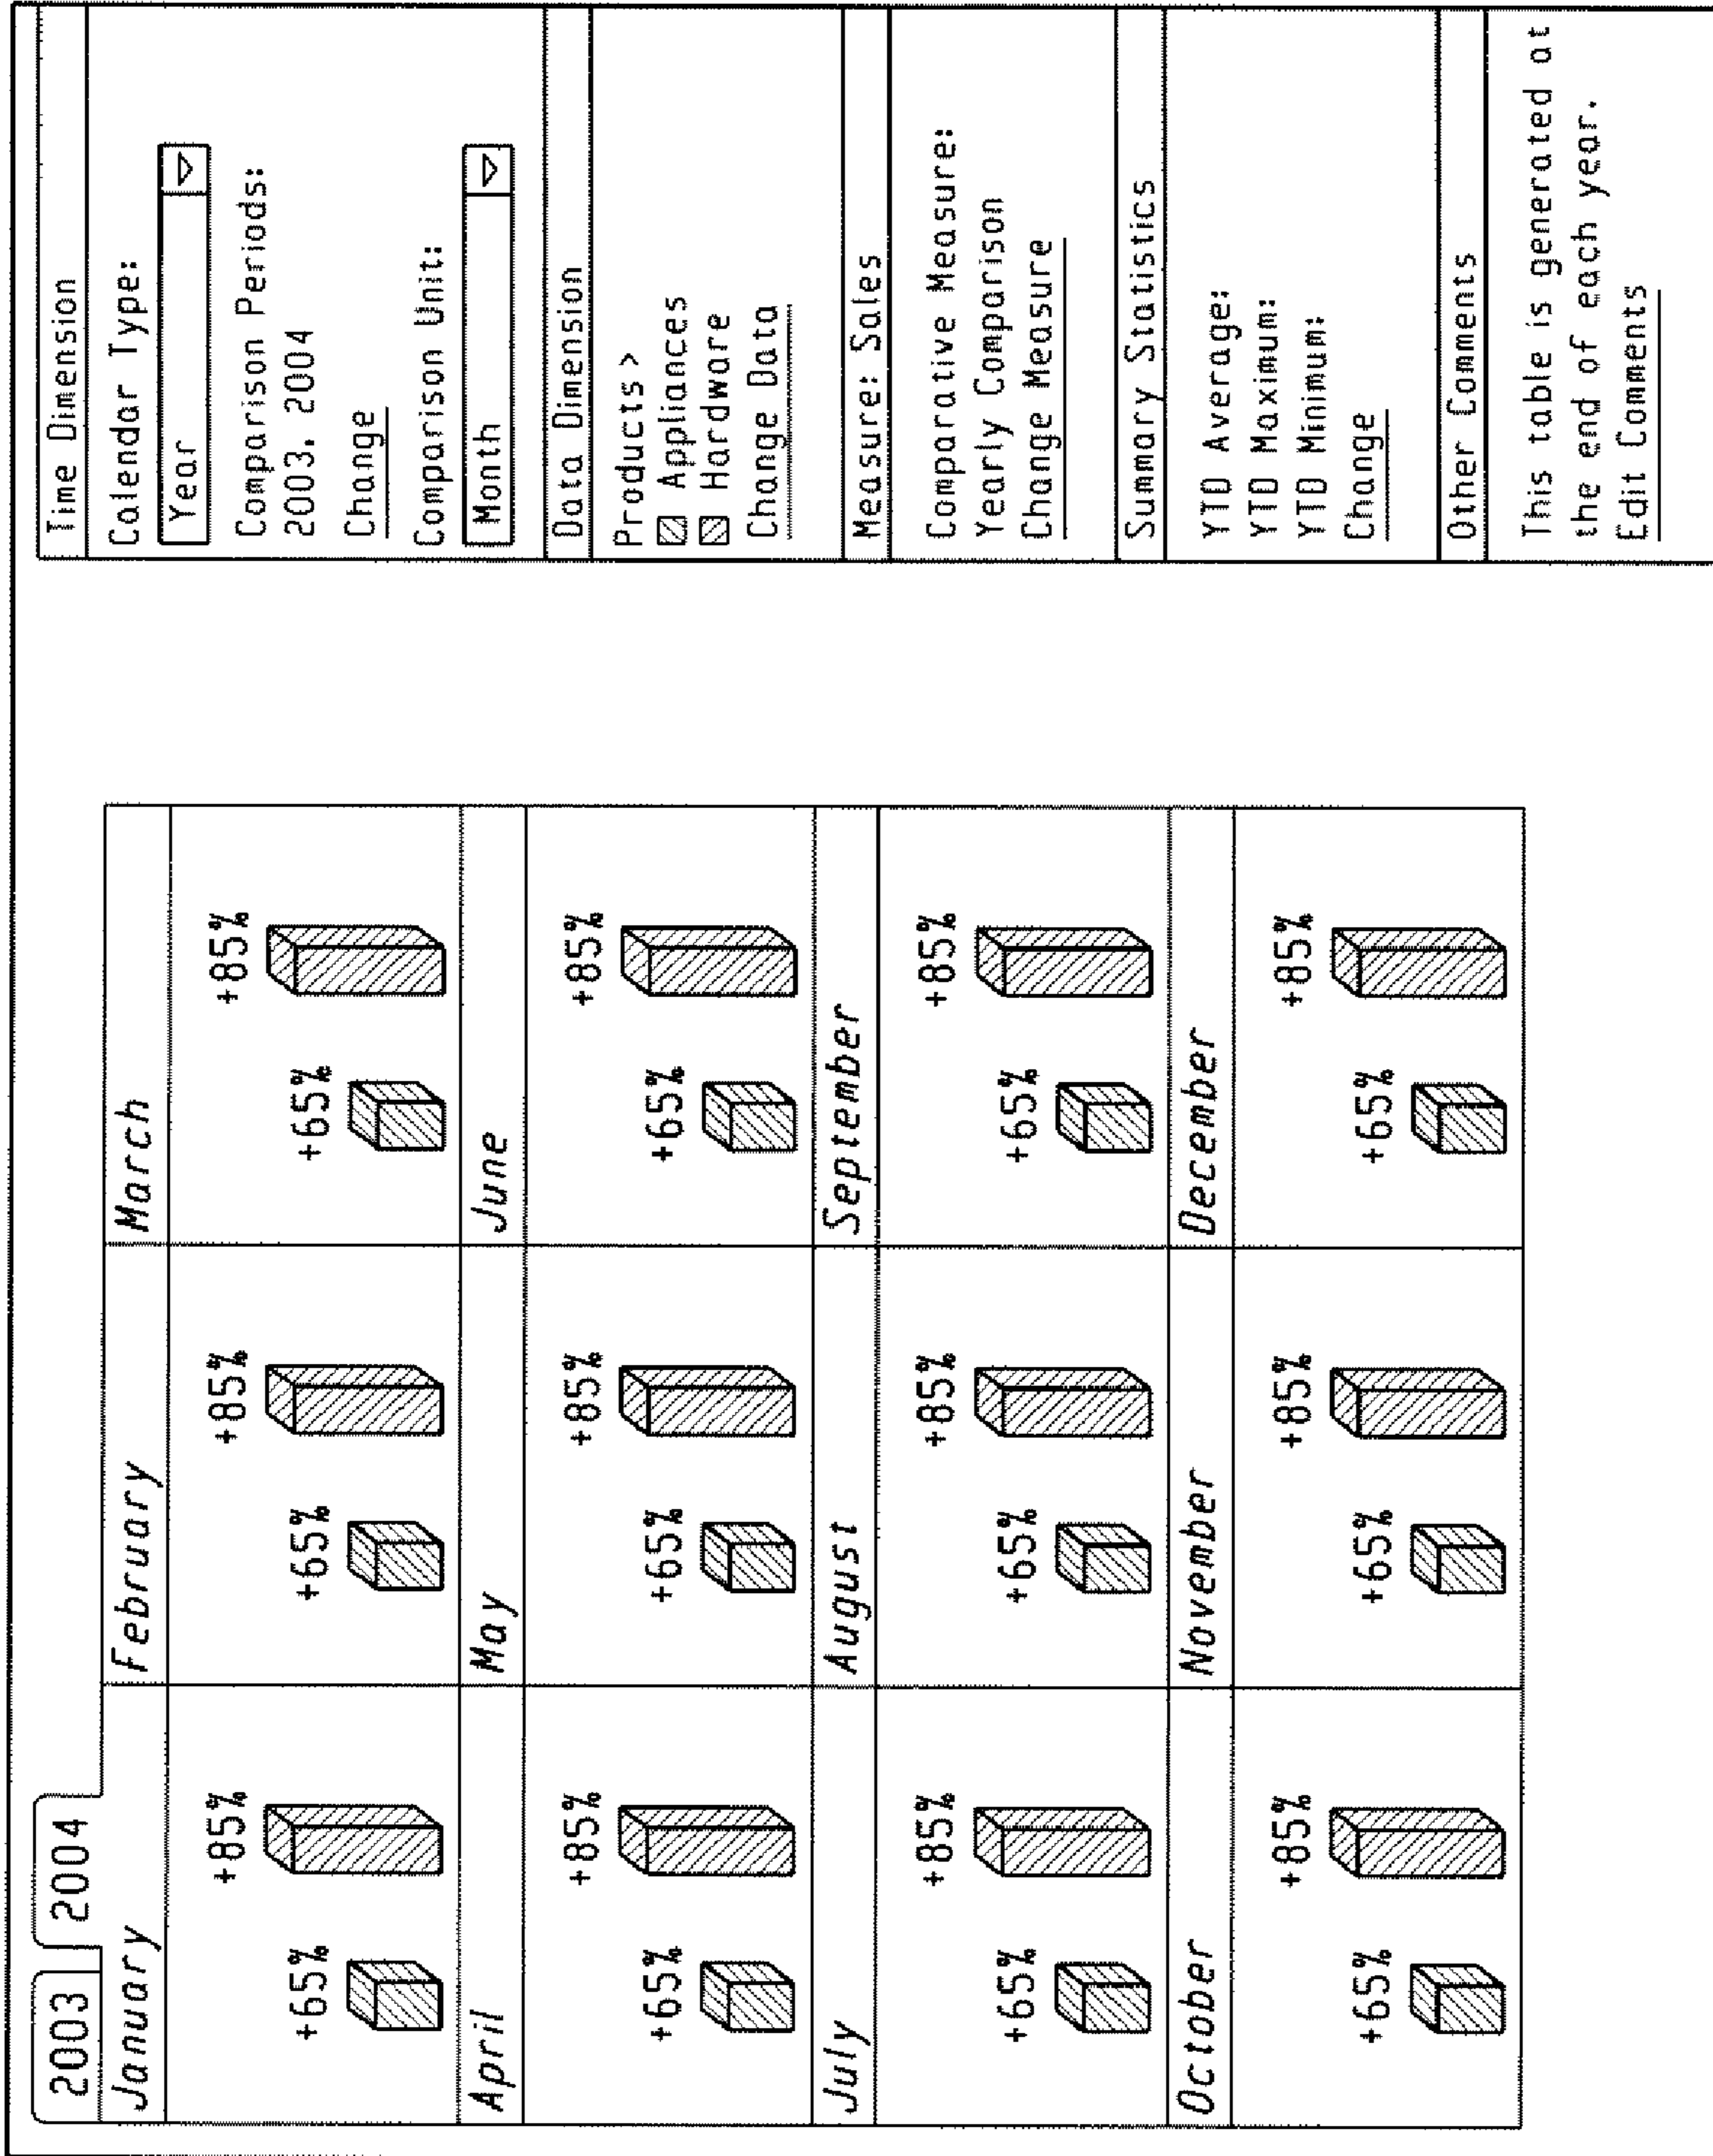 2003 2004
January February March
+65% +85% +65% +85% +65% +85%
April May June
+65% +85% +65% +85% +65% +85%
July August September
+65% +85% +65% +85% +65% +85%
October November December
+65% +85% +65% +85% +65% +85%
Time Dimension
Calendar Type:
Year
Comparison Periods:
2003, 2004
Change
Comparison Unit:
Month
Data Dimension
Products>
Appliances
Hardware
Change Data
Measure: Sales
Comparative Measure:
Yearly Comparison
Change Measure
Summary Statistics
YTD Average:
YTD Maximum:
YTD Minimum:
Change
Other Comments
This table is generated at
the end of each year.
Edit Comments